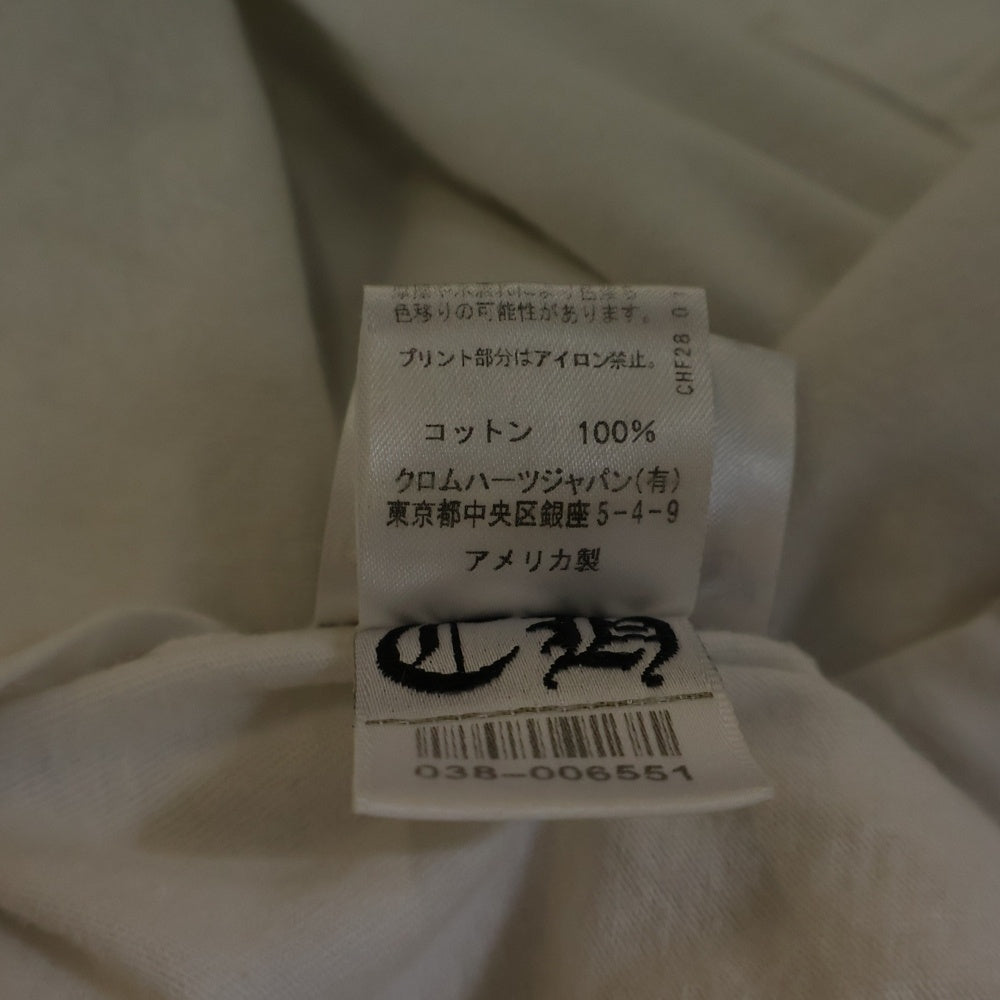 色移りの可能性があります。
プリント部分はアイロン禁止。
コットン 100%
クロムハーツジャパン(有)
東京都中央区銀座5-4-9
アメリカ製
CHF28
CH
038-006551